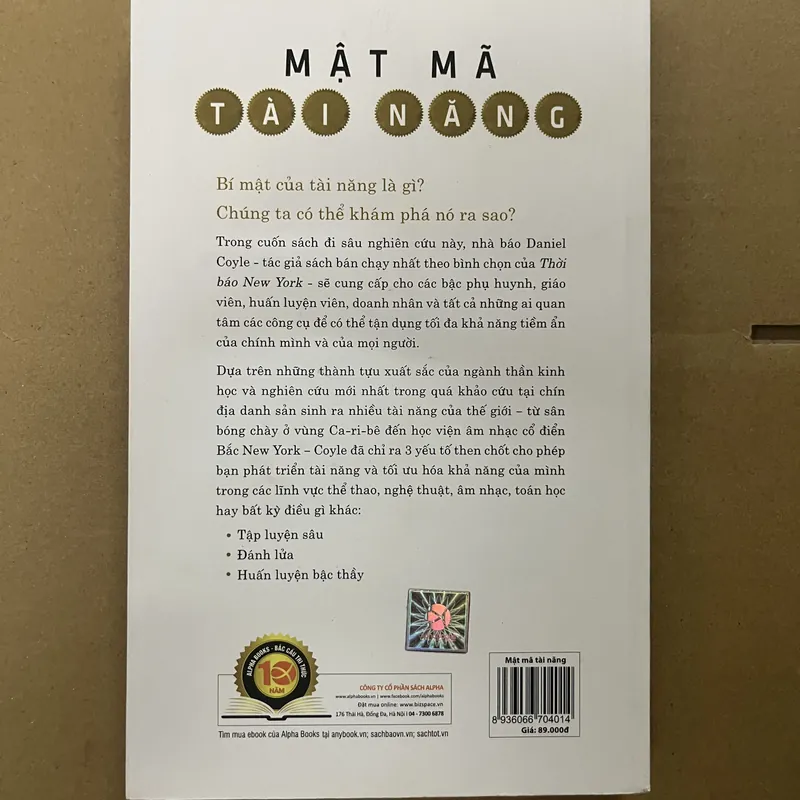 MẬT MÃ
TÀI NĂNG
Bí mật của tài năng là gì?
Chúng ta có thể khám phá nó ra sao?
Trong cuốn sách đi sâu nghiên cứu này, nhà báo Daniel
Coyle - tác giả sách bán chạy nhất theo bình chọn của Thời
báo New York - sẽ cung cấp cho các bậc phụ huynh, giáo
viên, huấn luyện viên, doanh nhân và tất cả những ai quan
tâm các công cụ để có thể tận dụng tối đa khả năng tiềm ẩn
của chính mình và của mọi người.
Dựa trên những thành tựu xuất sắc của ngành thần kinh
học và nghiên cứu mới nhất trong quá khảo cứu tại chín
địa danh sản sinh ra nhiều tài năng của thế giới – từ sân
bóng chày ở vùng Ca-ri-bê đến học viện âm nhạc cổ điển
Bắc New York – Coyle đã chỉ ra 3 yếu tố then chốt cho phép
bạn phát triển tài năng và tối ưu hóa khả năng của mình
trong các lĩnh vực thể thao, nghệ thuật, âm nhạc, toán học
hay bất kỳ điều gì khác:
• Tập luyện sâu
• Đánh lửa
• Huấn luyện bậc thầy
ALPHA BOOKS - BẮC CẦU TRI THỨC
10
NĂM
CÔNG TY CỔ PHẦN SÁCH ALPHA
www.alphabooks.vn | www.facebook.com/alphabooks
Đặt mua online: www.bizspace.vn
176 Thái Hà, Đống Đa, Hà Nội I 04 - 7300 6878
Tìm mua ebook của Alpha Books tại anybook.vn; sachbaovn.vn; sachtot.vn
Mật mã tài năng
8 936066 704014
Giá: 89.000đ